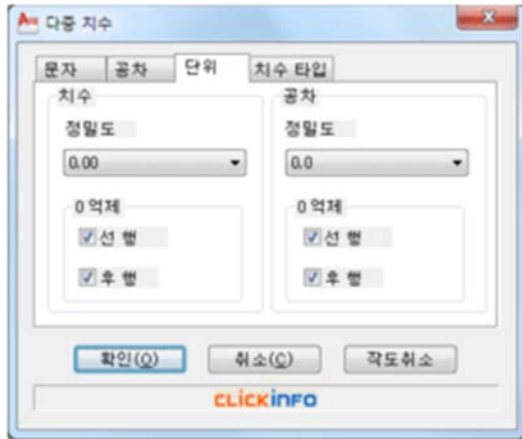 다중 치수
문자 공차 단위 치수 타입
치수
정밀도
0.00
0 억제
선 행
후 행
공차
정밀도
0.0
0 억제
선 행
후 행
확인(O) 취소(C) 작도취소
CLICKINFO